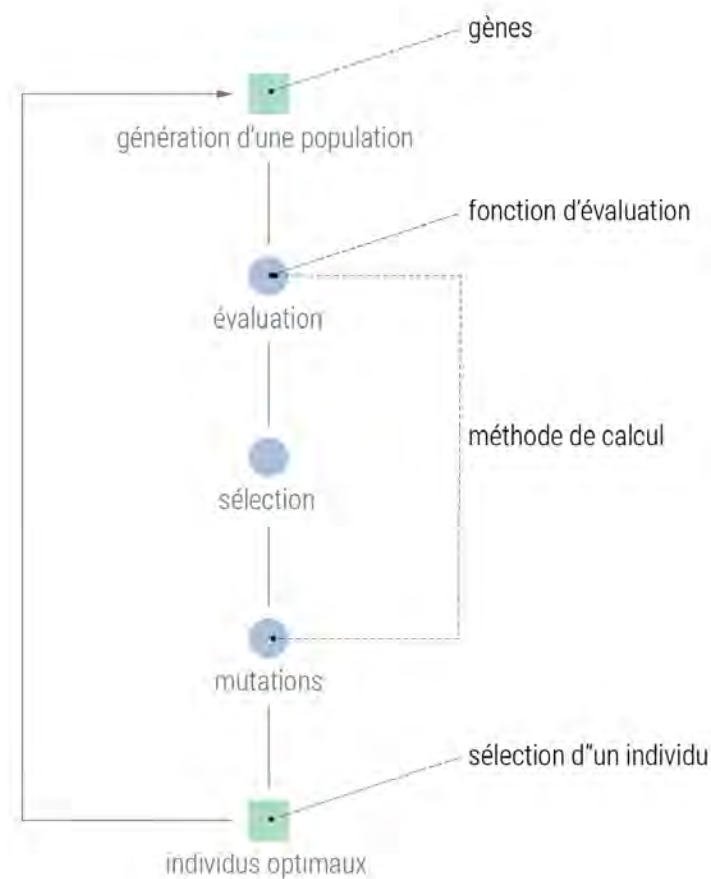 gènes
génération d'une population
fonction d'évaluation
évaluation
méthode de calcul
sélection
mutations
sélection d"un individu
individus optimaux